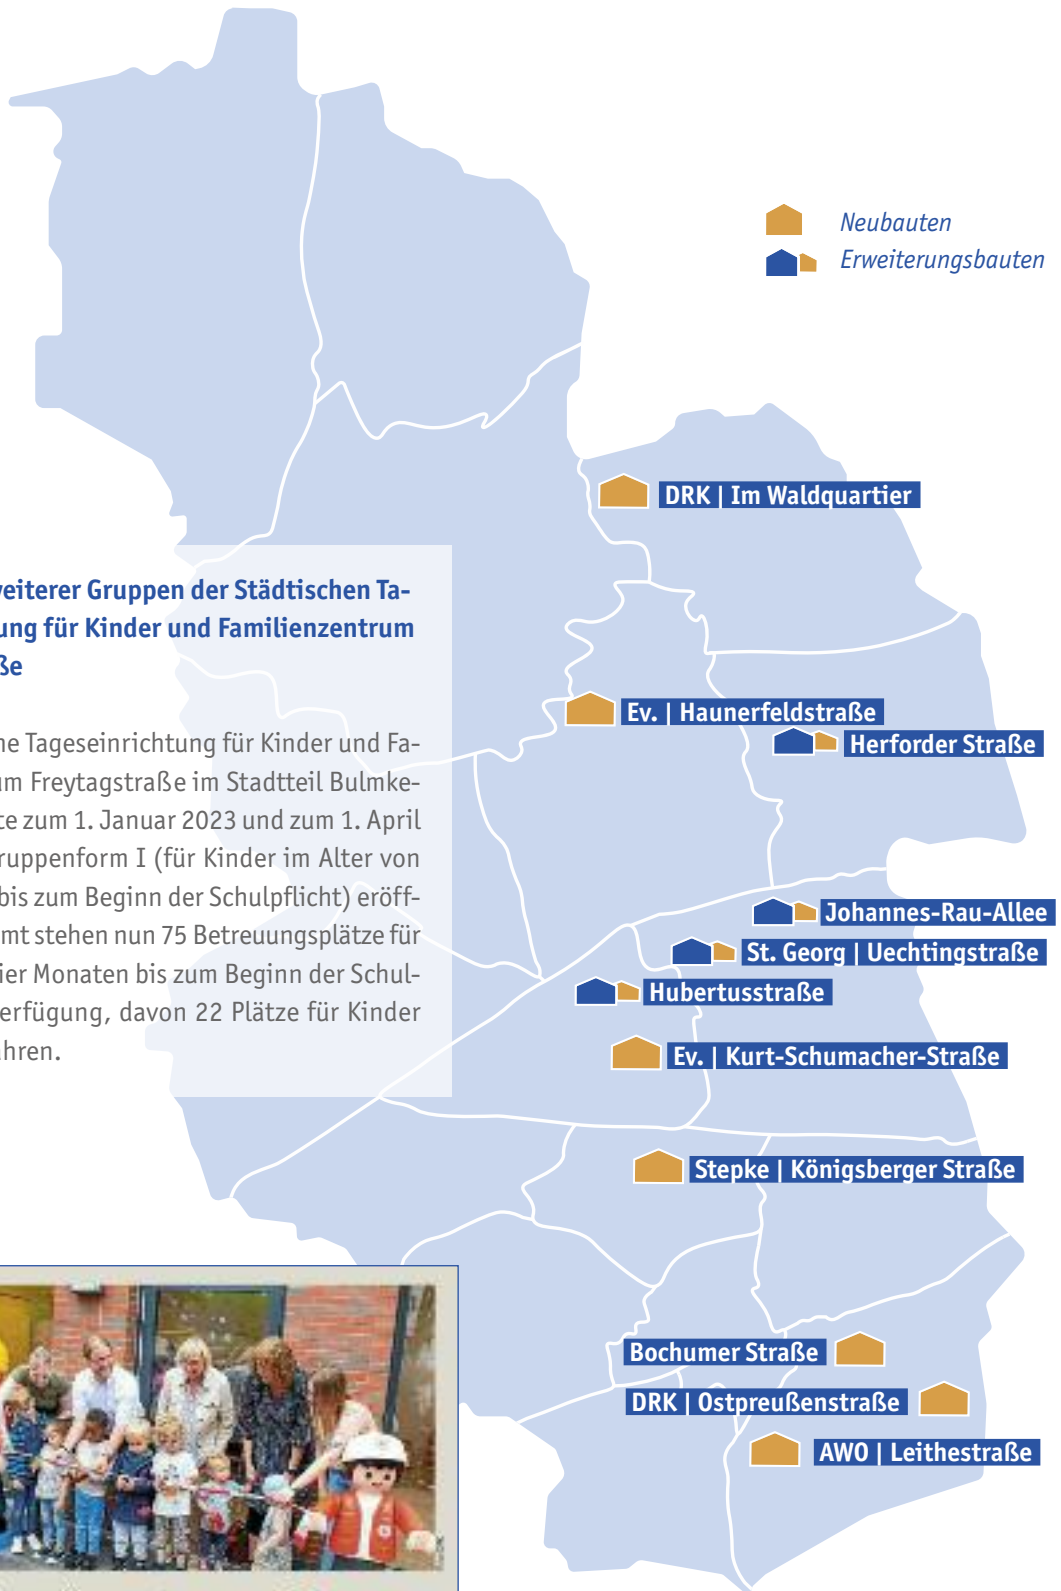 Neubauten
Erweiterungsbauten
DRK | Im Waldquartier
eiterer Gruppen der Städtischen Ta-
ung für Kinder und Familienzentrum
ße
Ev. | Haunerfeldstraße
Herforder Straße
ne Tageseinrichtung für Kinder und Fa-
um Freytagstraße im Stadtteil Bulmke-
te zum 1. Januar 2023 und zum 1. April
ruppenform I (für Kinder im Alter von
bis zum Beginn der Schulpflicht) eröff-
mt stehen nun 75 Betreuungsplätze für
ier Monaten bis zum Beginn der Schul-
erfügung, davon 22 Plätze für Kinder
ahren.
Johannes-Rau-Allee
St. Georg | Uechtingstraße
Hubertusstraße
Ev. | Kurt-Schumacher-Straße
Stepke | Königsberger Straße
Bochumer Straße
DRK | Ostpreußenstraße
AWO | Leithestraße